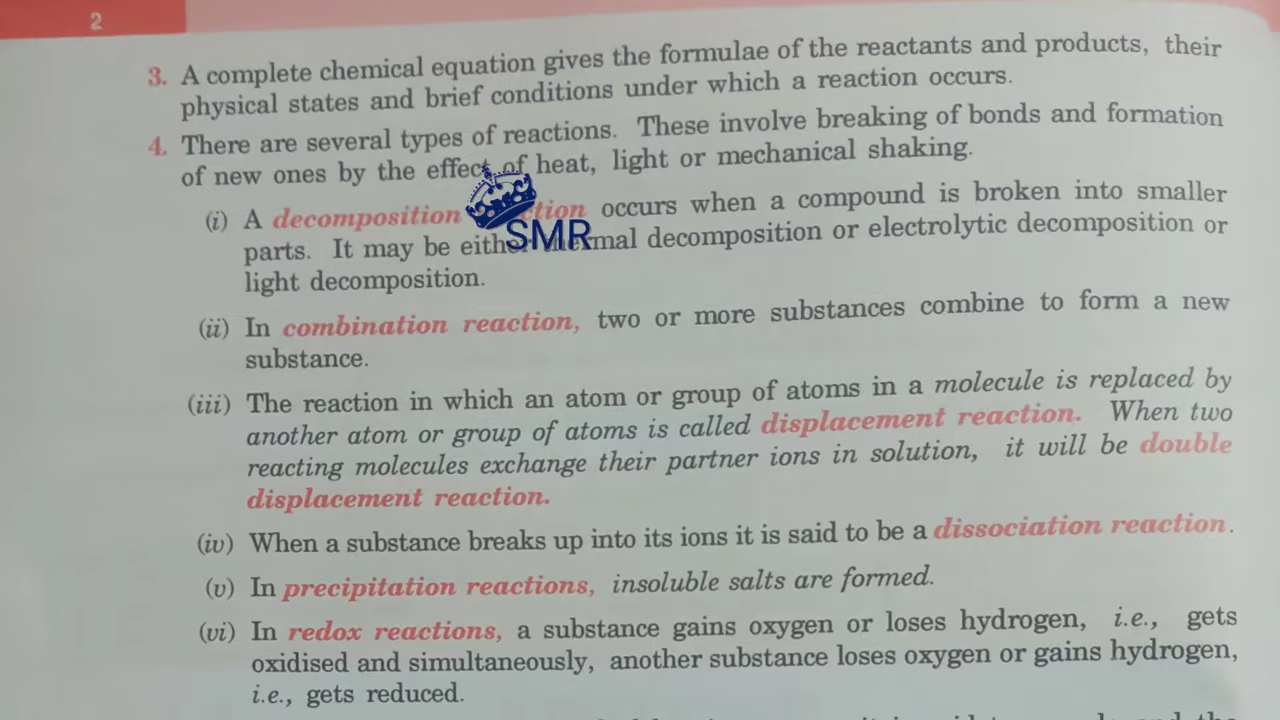 2
3. A complete chemical equation gives the formulae of the reactants and products, their
physical states and brief conditions under which a reaction occurs.
4. There are several types of reactions. These involve breaking of bonds and formation
of new ones by the effect of heat, light or mechanical shaking.
(i) A decomposition occurs when a compound is broken into smaller
SMR
parts. It may be decomposition or electrolytic decomposition or
light decomposition.
(ii) In combination reaction, two or more substances combine to form a new
substance.
(iii) The reaction in which an atom or group of atoms in a molecule is replaced by
another atom or group of atoms is called displacement reaction. When two
reacting molecules exchange their partner ions in solution, it will be double
displacement reaction.
(iv) When a substance breaks up into its ions it is said to be a dissociation reaction.
(v) In precipitation reactions, insoluble salts are formed.
(vi) In redox reactions, a substance gains oxygen or loses hydrogen, i.e., gets
oxidised and simultaneously, another substance loses oxygen or gains hydrogen,
i.e., gets reduced.